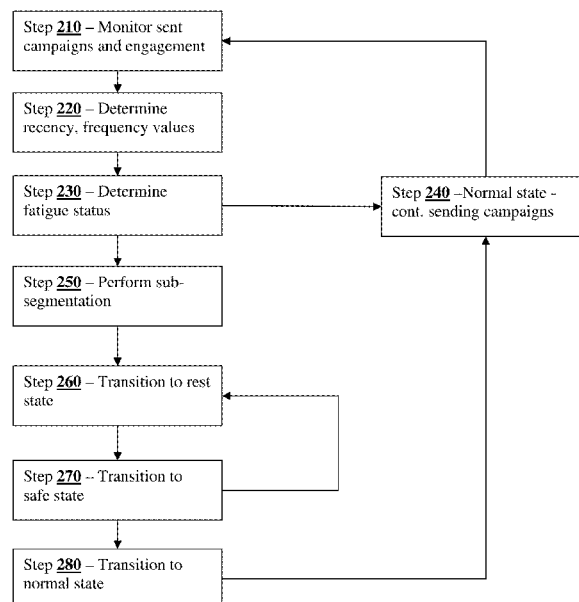 Step 210 – Monitor sent
campaigns and engagement
Step 220 – Determine
recency, frequency values
Step 230 – Determine
fatigue status
Step 240 –Normal state -
cont. sending campaigns
Step 250 – Perform sub-
segmentation
Step 260 – Transition to rest
state
Step 270 – Transition to
safe state
Step 280 – Transition to
normal state